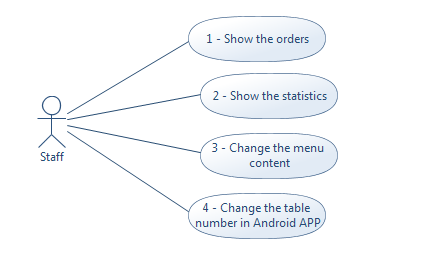 1 - Show the orders
2 - Show the statistics
Staff
3 - Change the menu
content
4 - Change the table
number in Android APP